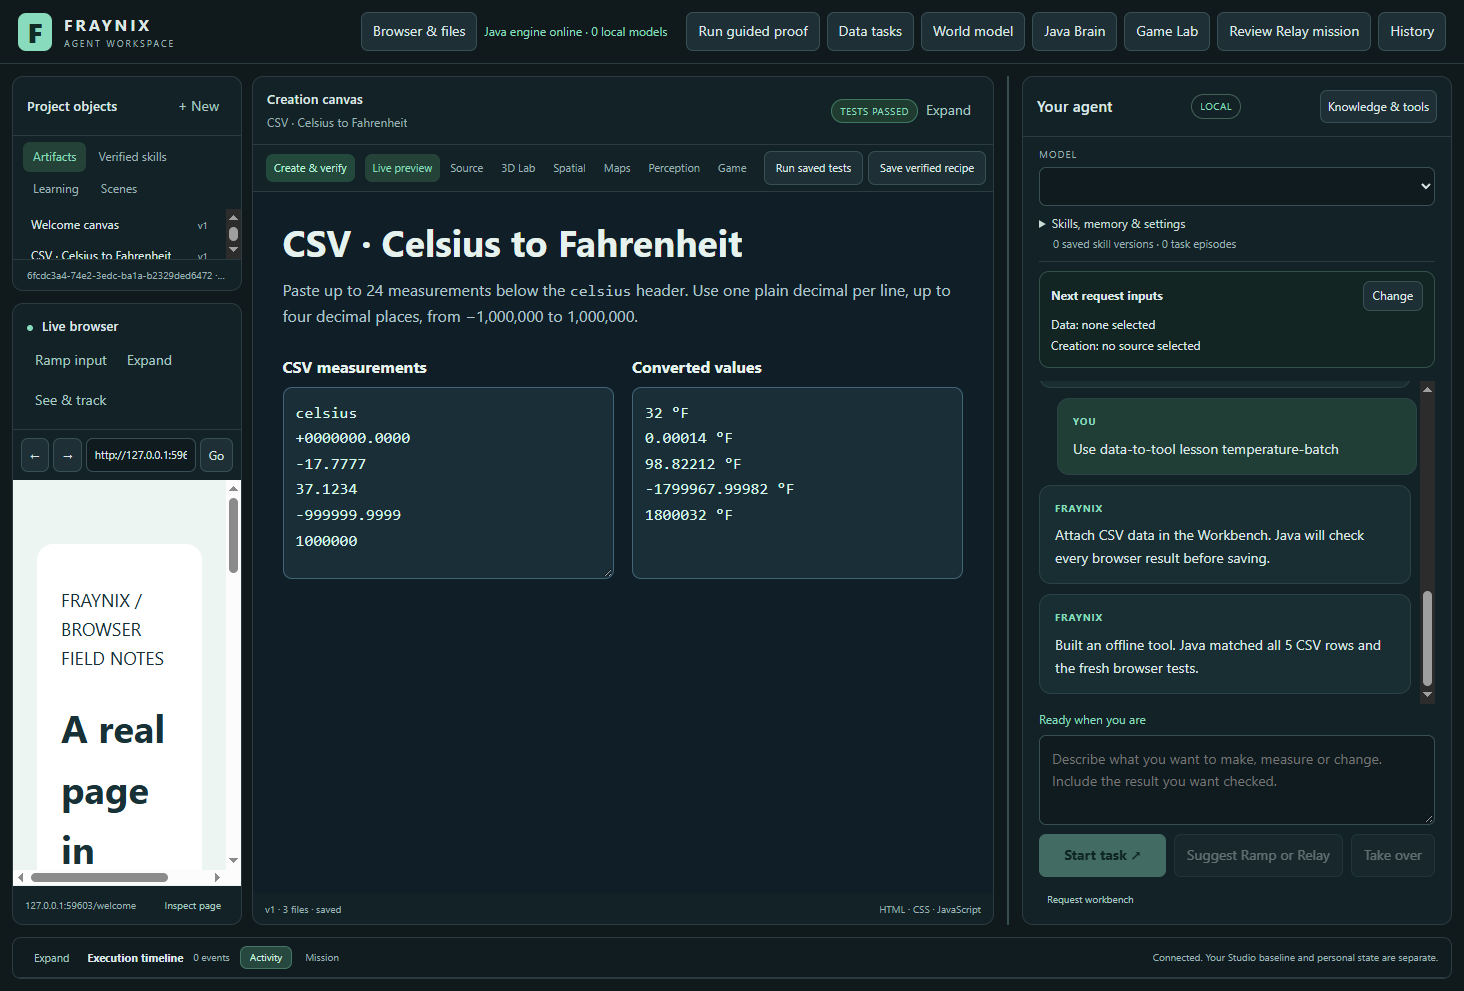 F
FRAYNIX
AGENT WORKSPACE
Browser & files
Java engine online · 0 local models
Run guided proof
Data tasks
World model
Java Brain
Game Lab
Review Relay mission
History
Project objects
+ New
Artifacts
Verified skills
Learning
Scenes
Welcome canvas
v1
CSV · Celsius to Fahrenheit
v1
6fcdc3a4-74e2-3edc-ba1a-b2329ded6472 ·...
Live browser
Ramp input
Expand
See & track
←
→
http://127.0.0.1:596
Go
FRAYNIX /
BROWSER
FIELD NOTES
A real
page
in
127.0.0.1:59603/welcome
Inspect page
Creation canvas
CSV · Celsius to Fahrenheit
TESTS PASSED
Expand
Create & verify
Live preview
Source
3D Lab
Spatial
Maps
Perception
Game
Run saved tests
Save verified recipe
CSV · Celsius to Fahrenheit
Paste up to 24 measurements below the celsius header. Use one plain decimal per line, up to
four decimal places, from −1,000,000 to 1,000,000.
CSV measurements
celsius
+0000000.0000
-17.7777
37.1234
-999999.9999
1000000
Converted values
32 °F
0.00014 °F
98.82212 °F
-1799967.99982 °F
1800032 °F
v1 · 3 files · saved
HTML · CSS · JavaScript
Your agent
LOCAL
Knowledge & tools
MODEL
Skills, memory & settings
0 saved skill versions · 0 task episodes
Next request inputs
Change
Data: none selected
Creation: no source selected
YOU
Use data-to-tool lesson temperature-batch
FRAYNIX
Attach CSV data in the Workbench. Java will check
every browser result before saving.
FRAYNIX
Built an offline tool. Java matched all 5 CSV rows and
the fresh browser tests.
Ready when you are
Describe what you want to make, measure or change.
Include the result you want checked.
Start task ↗
Suggest Ramp or Relay
Take over
Request workbench
Expand
Execution timeline
0 events
Activity
Mission
Connected. Your Studio baseline and personal state are separate.